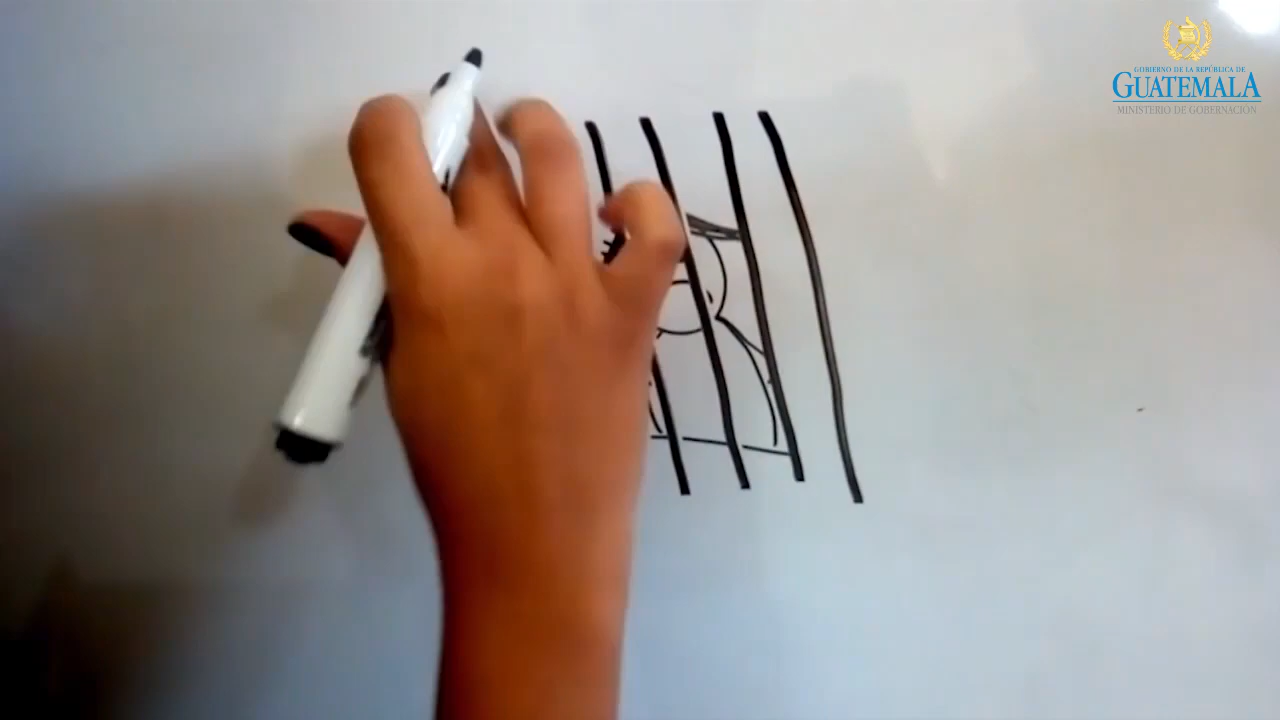 GOBIERNO DE LA REPÚBLICA DE
GUATEMALA
MINISTERIO DE GOBERNACIÓN